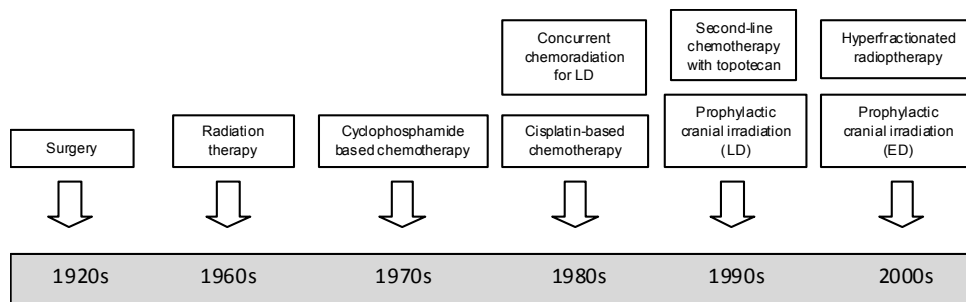 Concurrent
chemoradiation
for LD
Second-line
chemotherapy
with topotecan
Hyperfractionated
radioptherapy
Surgery
Radiation
therapy
Cyclophosphamide
based chemotherapy
Cisplatin-based
chemotherapy
Prophylactic
cranial irradiation
(LD)
Prophylactic
cranial irradiation
(ED)
1920s
1960s
1970s
1980s
1990s
2000s